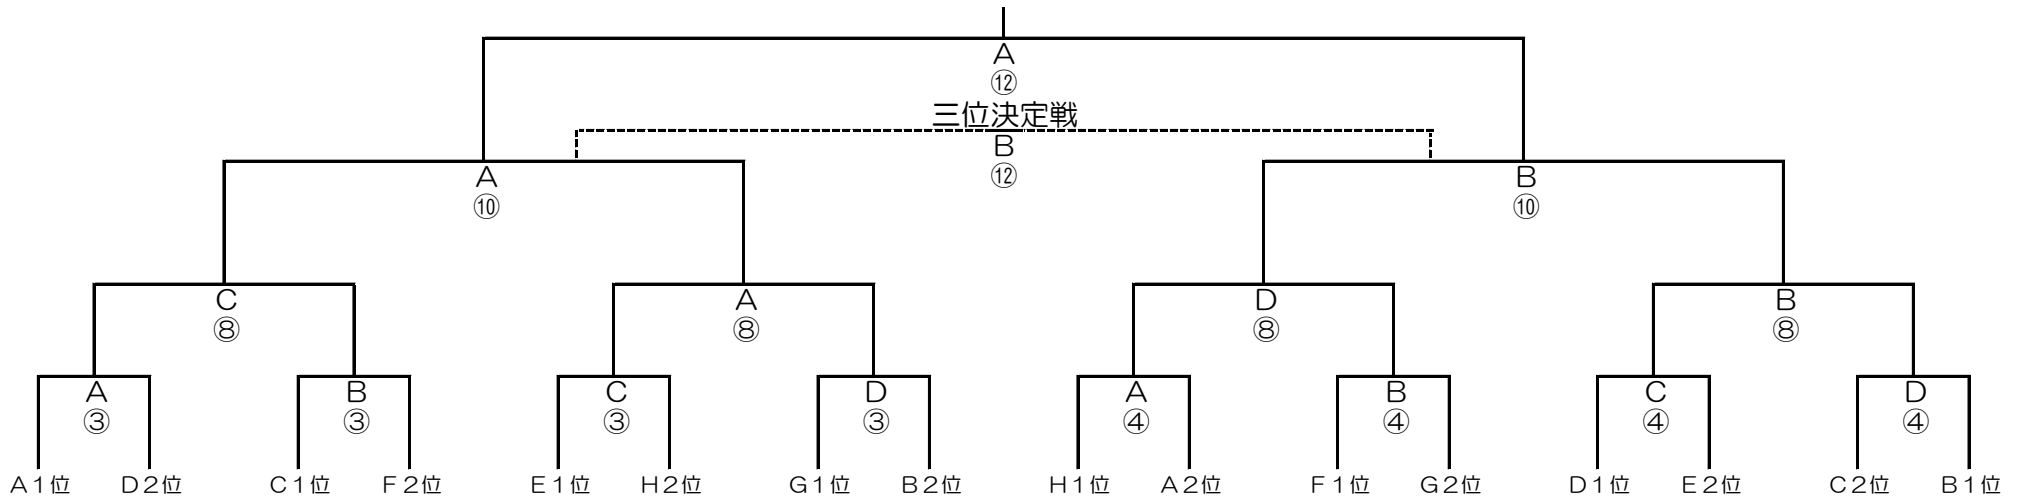 A
⑫
三位決定戦
B
⑫
A
⑩
B
⑩
C
⑧
A
⑧
D
⑧
B
⑧
A
③
B
③
C
③
D
③
A
④
B
④
C
④
D
④
A1位 D2位 C1位 F2位 E1位 H2位 G1位 B2位 H1位 A2位 F1位 G2位 D1位 E2位 C2位 B1位